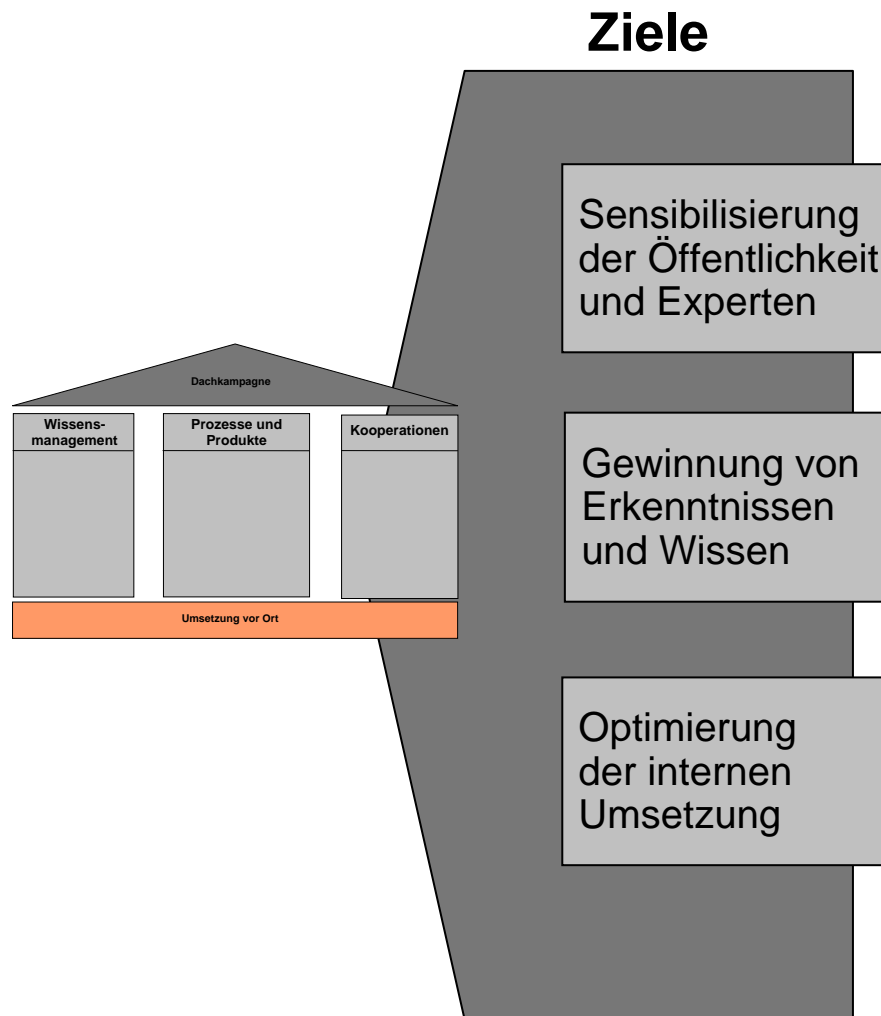 Ziele
Sensibilisierung
der Öffentlichkeit
und Experten
Dachkampagne
Wissens-
management
Prozesse und
Produkte
Kooperationen
Gewinnung von
Erkenntnissen
und Wissen
Umsetzung vor Ort
Optimierung
der internen
Umsetzung